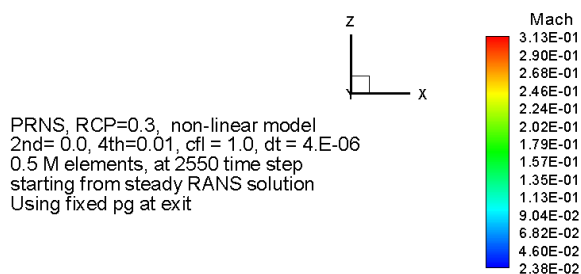 Mach
Z
X
Y
3.13E-01
2.90E-01
2.68E-01
2.46E-01
2.24E-01
2.02E-01
1.79E-01
1.57E-01
1.35E-01
1.13E-01
9.04E-02
6.82E-02
4.60E-02
2.38E-02
PRNS, RCP=0.3, non-linear model
2nd= 0.0, 4th=0.01, cfl = 1.0, dt = 4.E-06
0.5 M elements, at 2550 time step
starting from steady RANS solution
Using fixed pg at exit